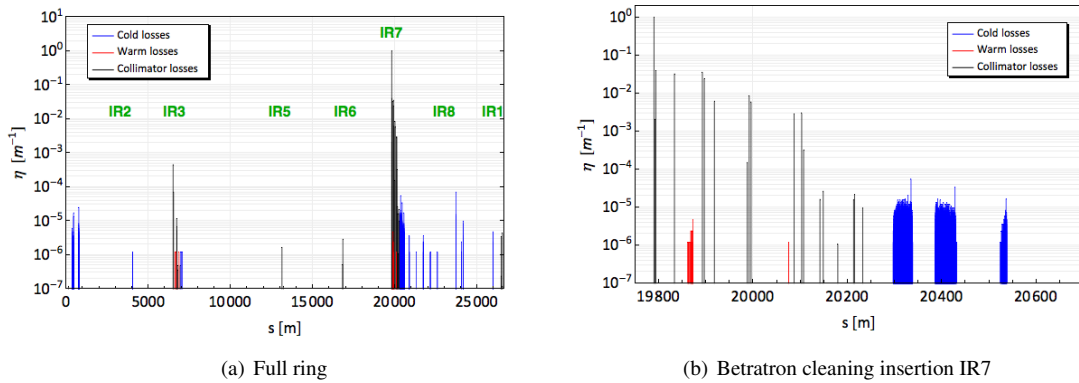 10^1
10^0
10^-1
10^-2
10^-3
10^-4
10^-5
10^-6
10^-7
η [m^-1]
Cold losses
Warm losses
Collimator losses
IR7
IR2 IR3 IR5 IR6 IR8 IR1
0 5000 10000 15000 20000 25000
s [m]
(a) Full ring
10^0
10^-1
10^-2
10^-3
10^-4
10^-5
10^-6
10^-7
η [m^-1]
Cold losses
Warm losses
Collimator losses
19800 20000 20200 20400 20600
s [m]
(b) Betratron cleaning insertion IR7